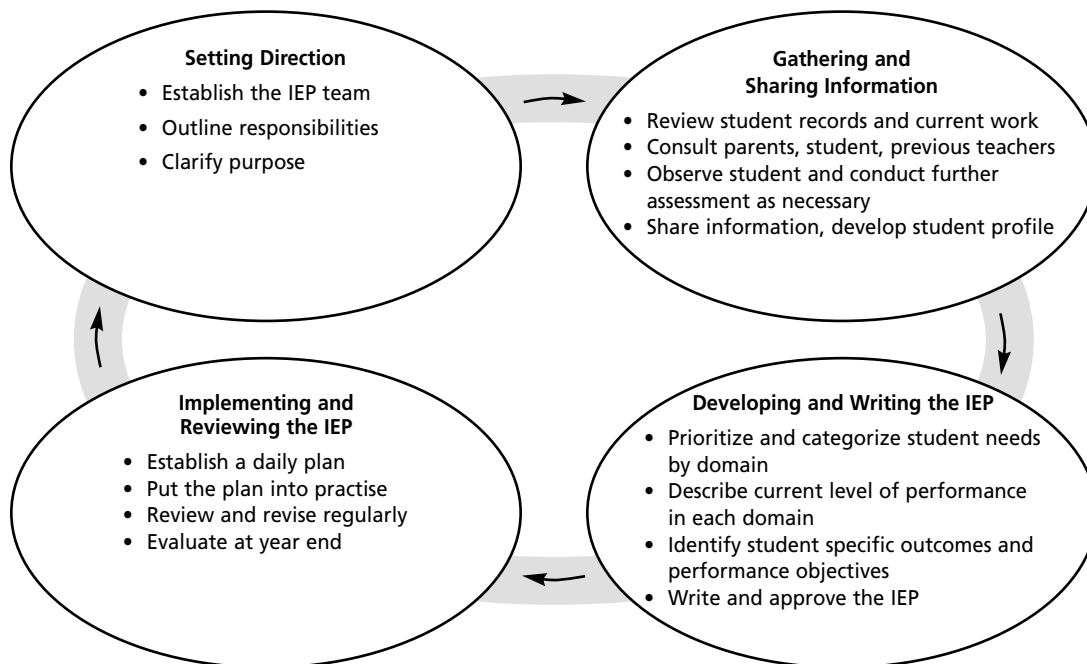 Setting Direction
• Establish the IEP team
• Outline responsibilities
• Clarify purpose
Gathering and
Sharing Information
• Review student records and current work
• Consult parents, student, previous teachers
• Observe student and conduct further
assessment as necessary
• Share information, develop student profile
Developing and Writing the IEP
• Prioritize and categorize student needs
by domain
• Describe current level of performance
in each domain
• Identify student specific outcomes and
performance objectives
• Write and approve the IEP
Implementing and
Reviewing the IEP
• Establish a daily plan
• Put the plan into practise
• Review and revise regularly
• Evaluate at year end